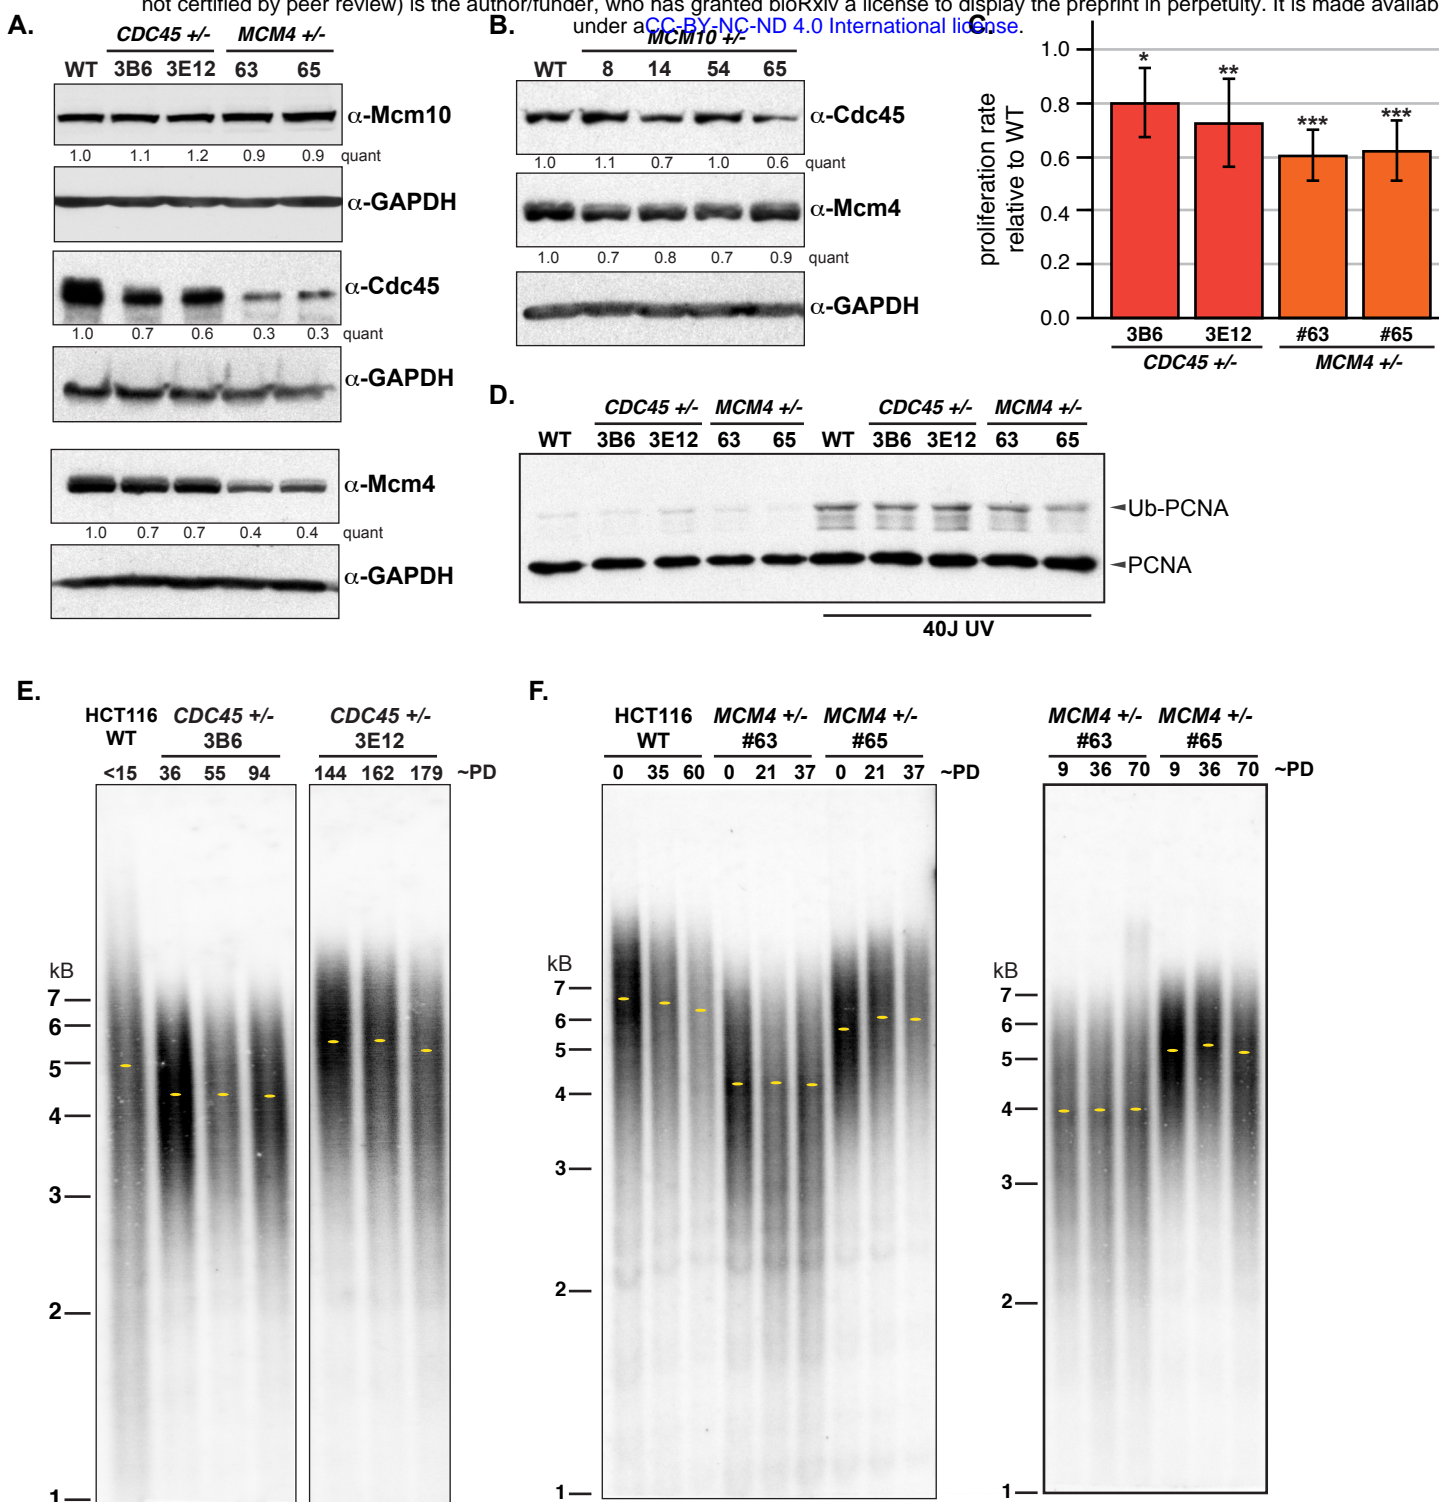 not certified by peer review) is the author/funder, who has granted bioRxiv a license to display the preprint in perpetuity. It is made availab
under aCC-BY-NC-ND 4.0 International license.
A.
CDC45 +/- MCM4 +/-
WT 3B6 3E12 63 65
α-Mcm10
1.0 1.1 1.2 0.9 0.9 quant
α-GAPDH
α-Cdc45
1.0 0.7 0.6 0.3 0.3 quant
α-GAPDH
α-Mcm4
1.0 0.7 0.7 0.4 0.4 quant
α-GAPDH
B.
MCM10 +/-
WT 8 14 54 65
α-Cdc45
1.0 1.1 0.7 1.0 0.6 quant
α-Mcm4
1.0 0.7 0.8 0.7 0.9 quant
α-GAPDH
C.
proliferation rate
relative to WT
1.0
0.8
0.6
0.4
0.2
0.0
* ** *** ***
3B6 3E12 #63 #65
CDC45 +/- MCM4 +/-
D.
CDC45 +/- MCM4 +/- CDC45 +/- MCM4 +/-
WT 3B6 3E12 63 65 WT 3B6 3E12 63 65
Ub-PCNA
PCNA
40J UV
E.
HCT116 CDC45 +/- CDC45 +/-
WT 3B6 3E12
<15 36 55 94 144 162 179 ~PD
kB
7
6
5
4
3
2
1
F.
HCT116 MCM4 +/- MCM4 +/-
WT #63 #65
0 35 60 0 21 37 0 21 37 ~PD
kB
7
6
5
4
3
2
1
MCM4 +/- MCM4 +/-
#63 #65
9 36 70 9 36 70 ~PD
kB
7
6
5
4
3
2
1